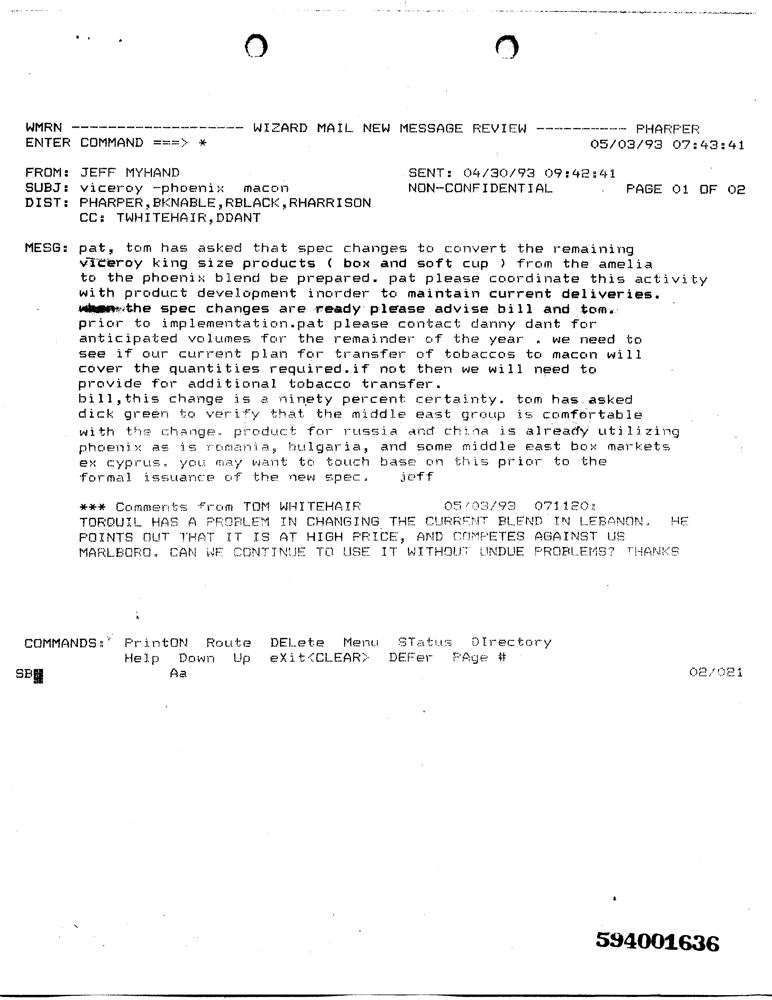 WMRN ------------------- WIZARD MAIL NEW MESSAGE REVIEW ---------- PHARPER
ENTER COMMAND ===> * 05/03/93 07:43:41
FROM: JEFF MYHAND SENT: 04/30/93 09:42:41
SUBJ: viceroy -phoenix macon NON-CONFIDENTIAL PAGE 01 OF 02
DIST: PHARPER,BKNABLE,RBLACK,RHARRISON
CC: TWHITEHAIR,DDANT
MESG: pat, tom has asked that spec changes to convert the remaining
viceroy king size products ( box and soft cup ) from the amelia
to the phoenix blend be prepared. pat please coordinate this activity
with product development inorder to maintain current deliveries.
when the spec changes are ready please advise bill and tom.
prior to implementation.pat please contact danny dant for
anticipated volumes for the remainder of the year . we need to
see if our current plan for transfer of tobaccos to macon will
cover the quantities required.if not then we will need to
provide for additional tobacco transfer.
bill,this change is a ninety percent certainty. tom has asked
dick green to verify that the middle east group is comfortable
with the change. product for russia and china is already utilizing
phoenix as is romania, bulgaria, and some middle east box markets
ex cyprus. you may want to touch base on this prior to the
formal issuance of the new spec. jeff
*** Comments from TOM WHITEHAIR 05/03/93 071120:
TORQUIL HAS A PROBLEM IN CHANGING THE CURRENT BLEND IN LEBANON. HE
POINTS OUT THAT IT IS AT HIGH PRICE, AND COMPETES AGAINST US
MARLBORO. CAN WE CONTINUE TO USE IT WITHOUT UNDUE PROBLEMS? THANKS
COMMANDS: PrintON Route DELete Menu STatus DIrectory
Help Down Up eXit<CLEAR> DEFer PAge #
SB Aa 02/021
594001636